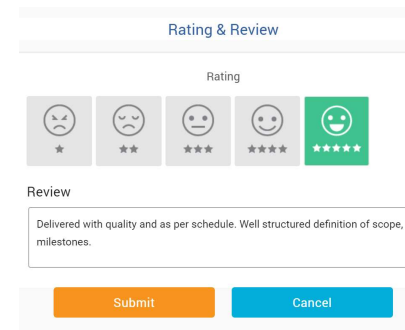 Rating & Review
Rating
Review
Delivered with quality and as per schedule. Well structured definition of scope,
milestones.
Submit
Cancel